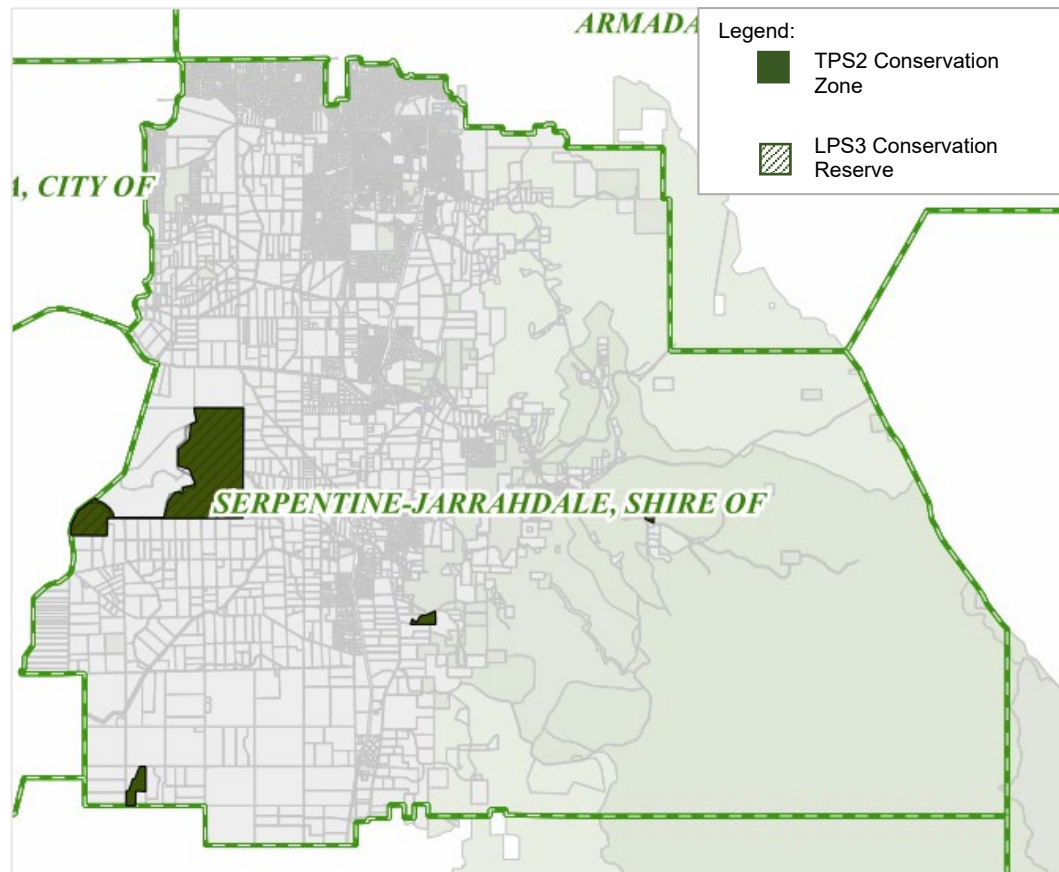 ARMADA
Legend:
TPS2 Conservation
Zone
LPS3 Conservation
Reserve
A, CITY OF
SERPENTINE-JARRAHDALE, SHIRE OF